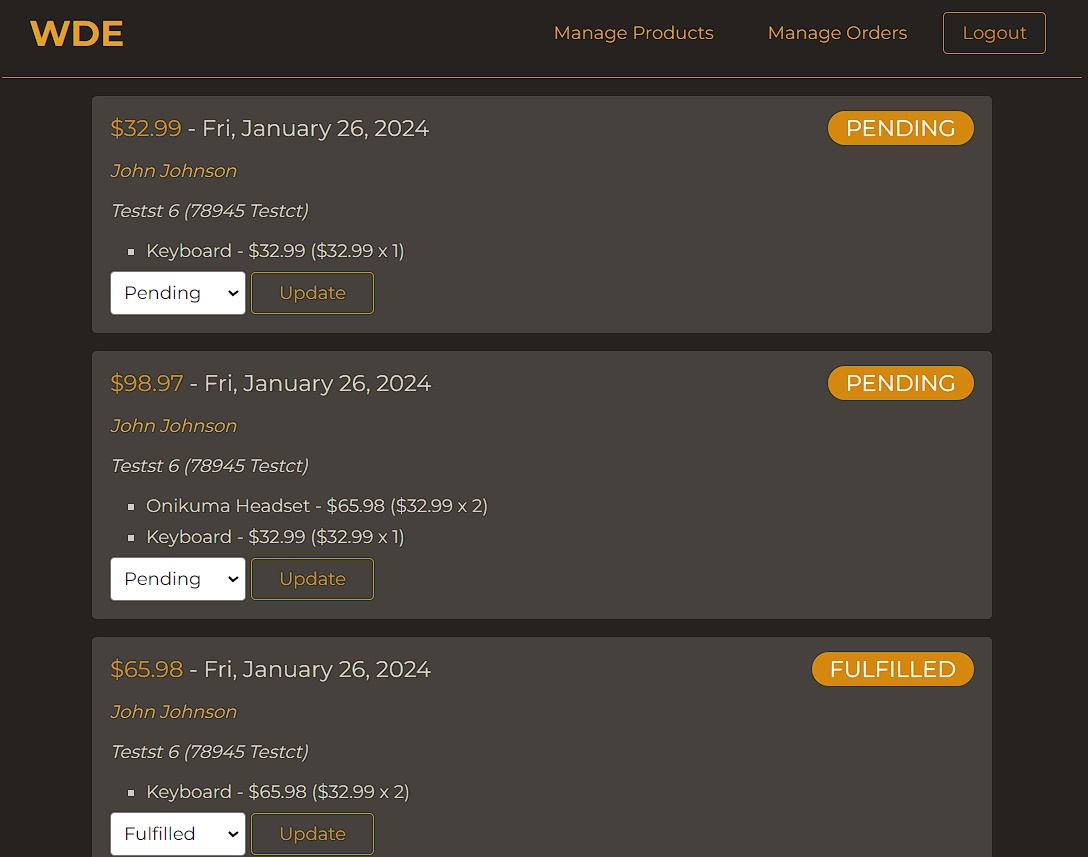 WDE Manage Products Manage Orders Logout
$32.99 - Fri, January 26, 2024 PENDING
John Johnson
Testst 6 (78945 Testct)
Keyboard - $32.99 ($32.99 x 1)
Pending Update
$98.97 - Fri, January 26, 2024 PENDING
John Johnson
Testst 6 (78945 Testct)
Onikuma Headset - $65.98 ($32.99 x 2)
Keyboard - $32.99 ($32.99 x 1)
Pending Update
$65.98 - Fri, January 26, 2024 FULFILLED
John Johnson
Testst 6 (78945 Testct)
Keyboard - $65.98 ($32.99 x 2)
Fulfilled Update